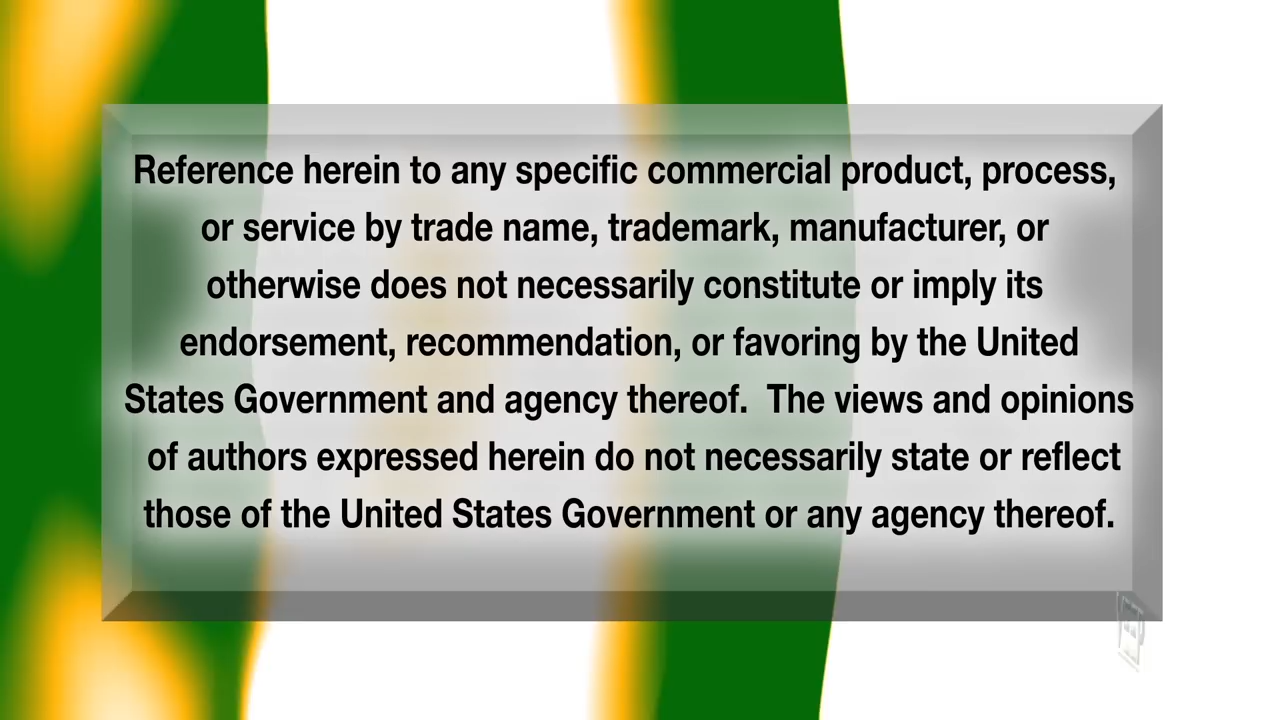 Reference herein to any specific commercial product, process,
or service by trade name, trademark, manufacturer, or
otherwise does not necessarily constitute or imply its
endorsement, recommendation, or favoring by the United
States Government and agency thereof.  The views and opinions
of authors expressed herein do not necessarily state or reflect
those of the United States Government or any agency thereof.